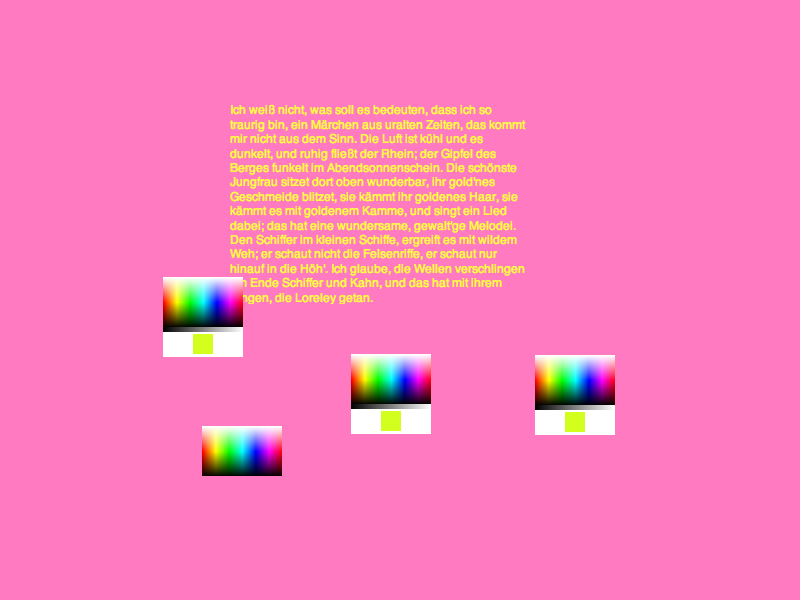 Ich weiß nicht, was soll es bedeuten, dass ich so
traurig bin, ein Märchen aus uralten Zeiten, das kommt
mir nicht aus dem Sinn. Die Luft ist kühl und es
dunkelt, und ruhig fließt der Rhein; der Gipfel des
Berges funkelt im Abendsonnenschein. Die schönste
Jungfrau sitzet dort oben wunderbar, ihr gold'nes
Geschmeide blitzet, sie kämmt ihr goldenes Haar, sie
kämmt es mit goldenem Kamme, und singt ein Lied
dabei; das hat eine wundersame, gewalt'ge Melodei.
Den Schiffer im kleinen Schiffe, ergreift es mit wildem
Weh; er schaut nicht die Felsenriffe, er schaut nur
hinauf in die Höh'. Ich glaube, die Wellen verschlingen
Ende Schiffer und Kahn, und das hat mit ihrem
die Loreley getan.